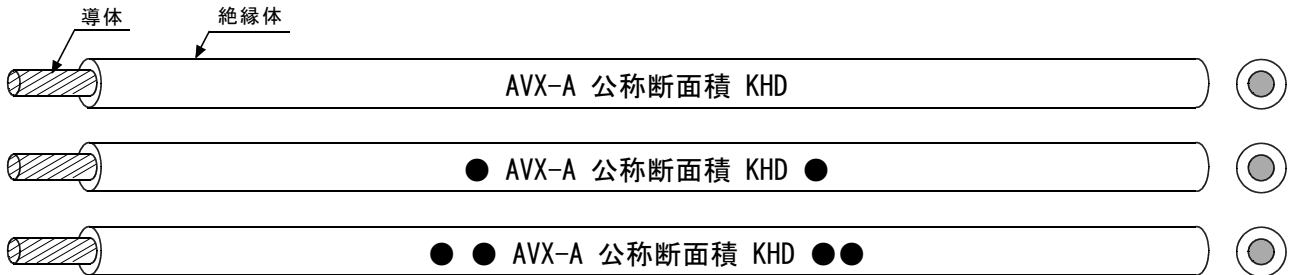 導体 絶縁体
AVX-A 公称断面積 KHD
● AVX-A 公称断面積 KHD ●
● ● AVX-A 公称断面積 KHD ●●